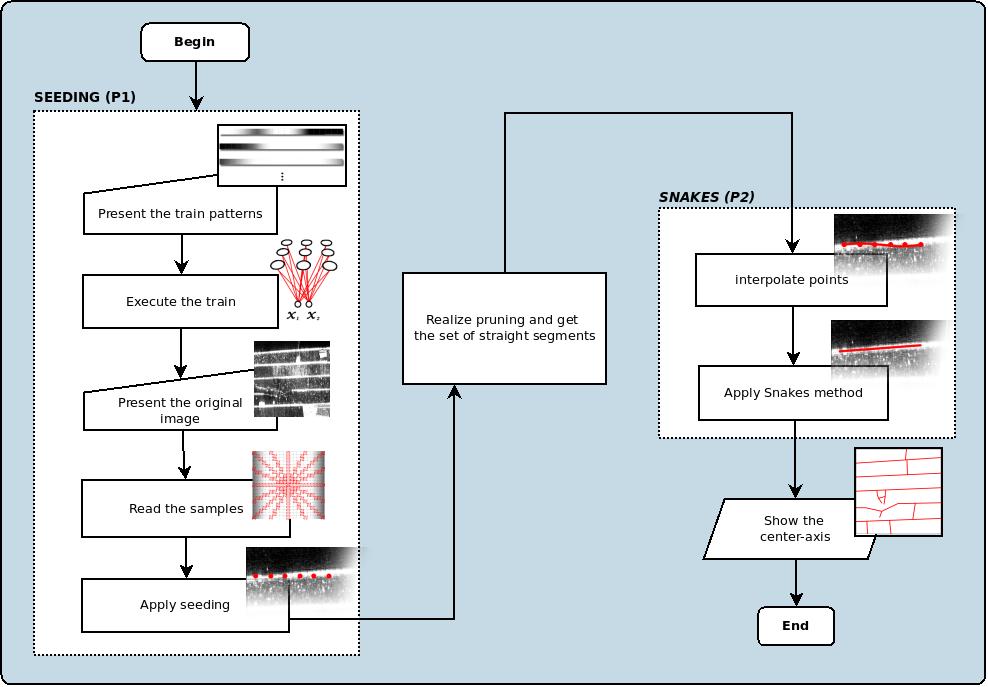 Begin
SEEDING (P1)
Present the train patterns
Execute the train
x₁ x₂
Present the original
image
Read the samples
Apply seeding
Realize pruning and get
the set of straight segments
SNAKES (P2)
interpolate points
Apply Snakes method
Show the
center-axis
End